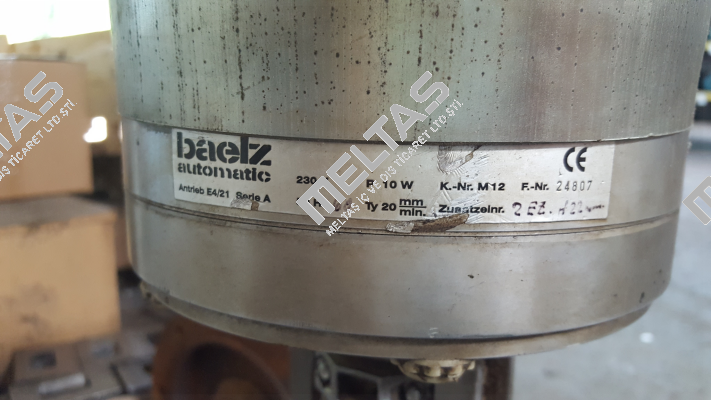 baelz
automatic
Antrieb E4/21 Serie A
230 10 W K.-Nr. M12 F.-Nr. 24807 CE
Ty 20 mm
min. Zusatzeinr.
MELTAS
MELTAS İÇ VE DIŞ TİCARET LTD ŞTİ.